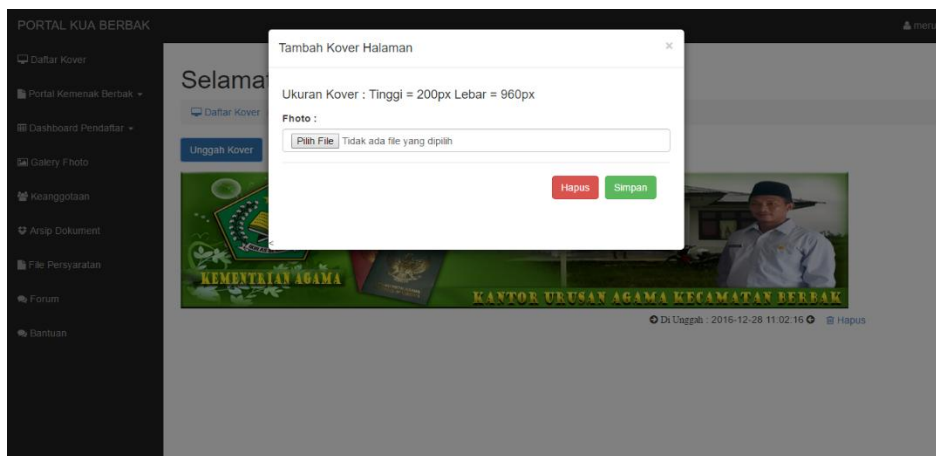 PORTAL KUA BERBAK
meru
Daftar Kover
Portal Kemenak Berbak
Dashboard Pendaftar
Galery Fhoto
Keanggotaan
Arsip Dokument
File Persyaratan
Forum
Bantuan
Selama
Daftar Kover
Unggah Kover
Tambah Kover Halaman
×
Ukuran Kover : Tinggi = 200px Lebar = 960px
Fhoto :
Pilih File Tidak ada file yang dipilih
Hapus Simpan
<
KEMENTRIAN AGAMA
KANTOR URUSAN AGAMA KECAMATAN BERBAK
Di Unggah : 2016-12-28 11:02:16 Hapus